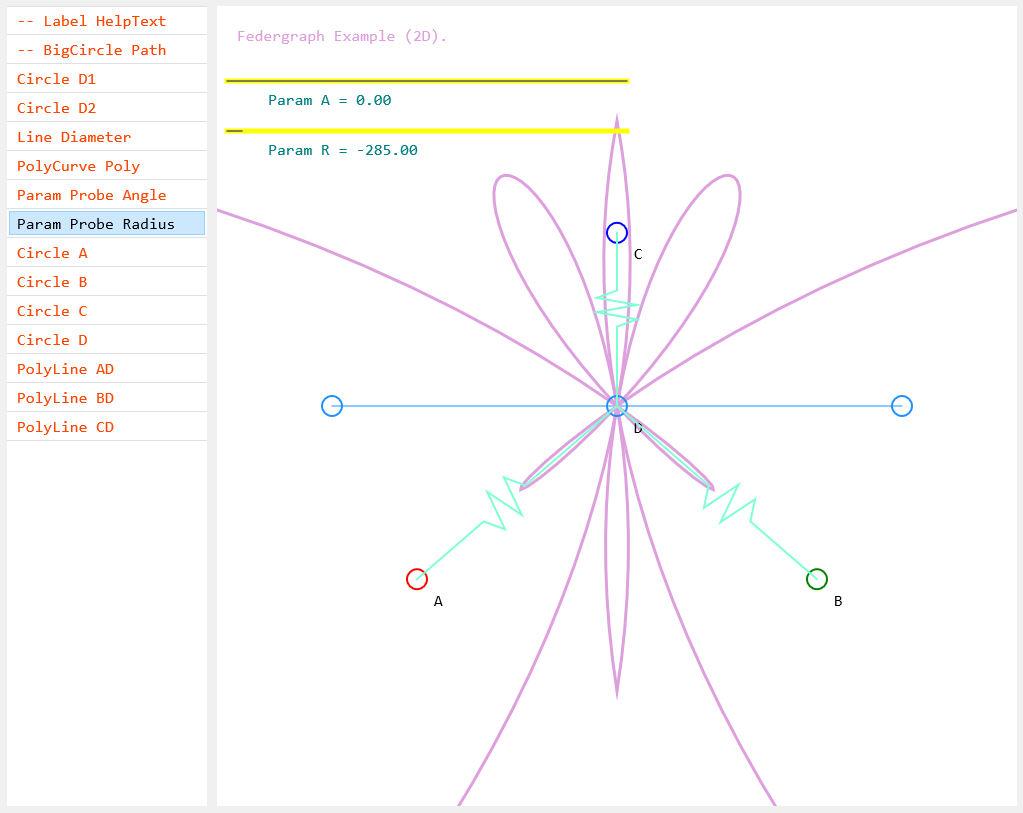 -- Label HelpText
-- BigCircle Path
Circle D1
Circle D2
Line Diameter
PolyCurve Poly
Param Probe Angle
Param Probe Radius
Circle A
Circle B
Circle C
Circle D
PolyLine AD
PolyLine BD
PolyLine CD
Federgraph Example (2D).
Param A = 0.00
Param R = -285.00
C
D
A
B